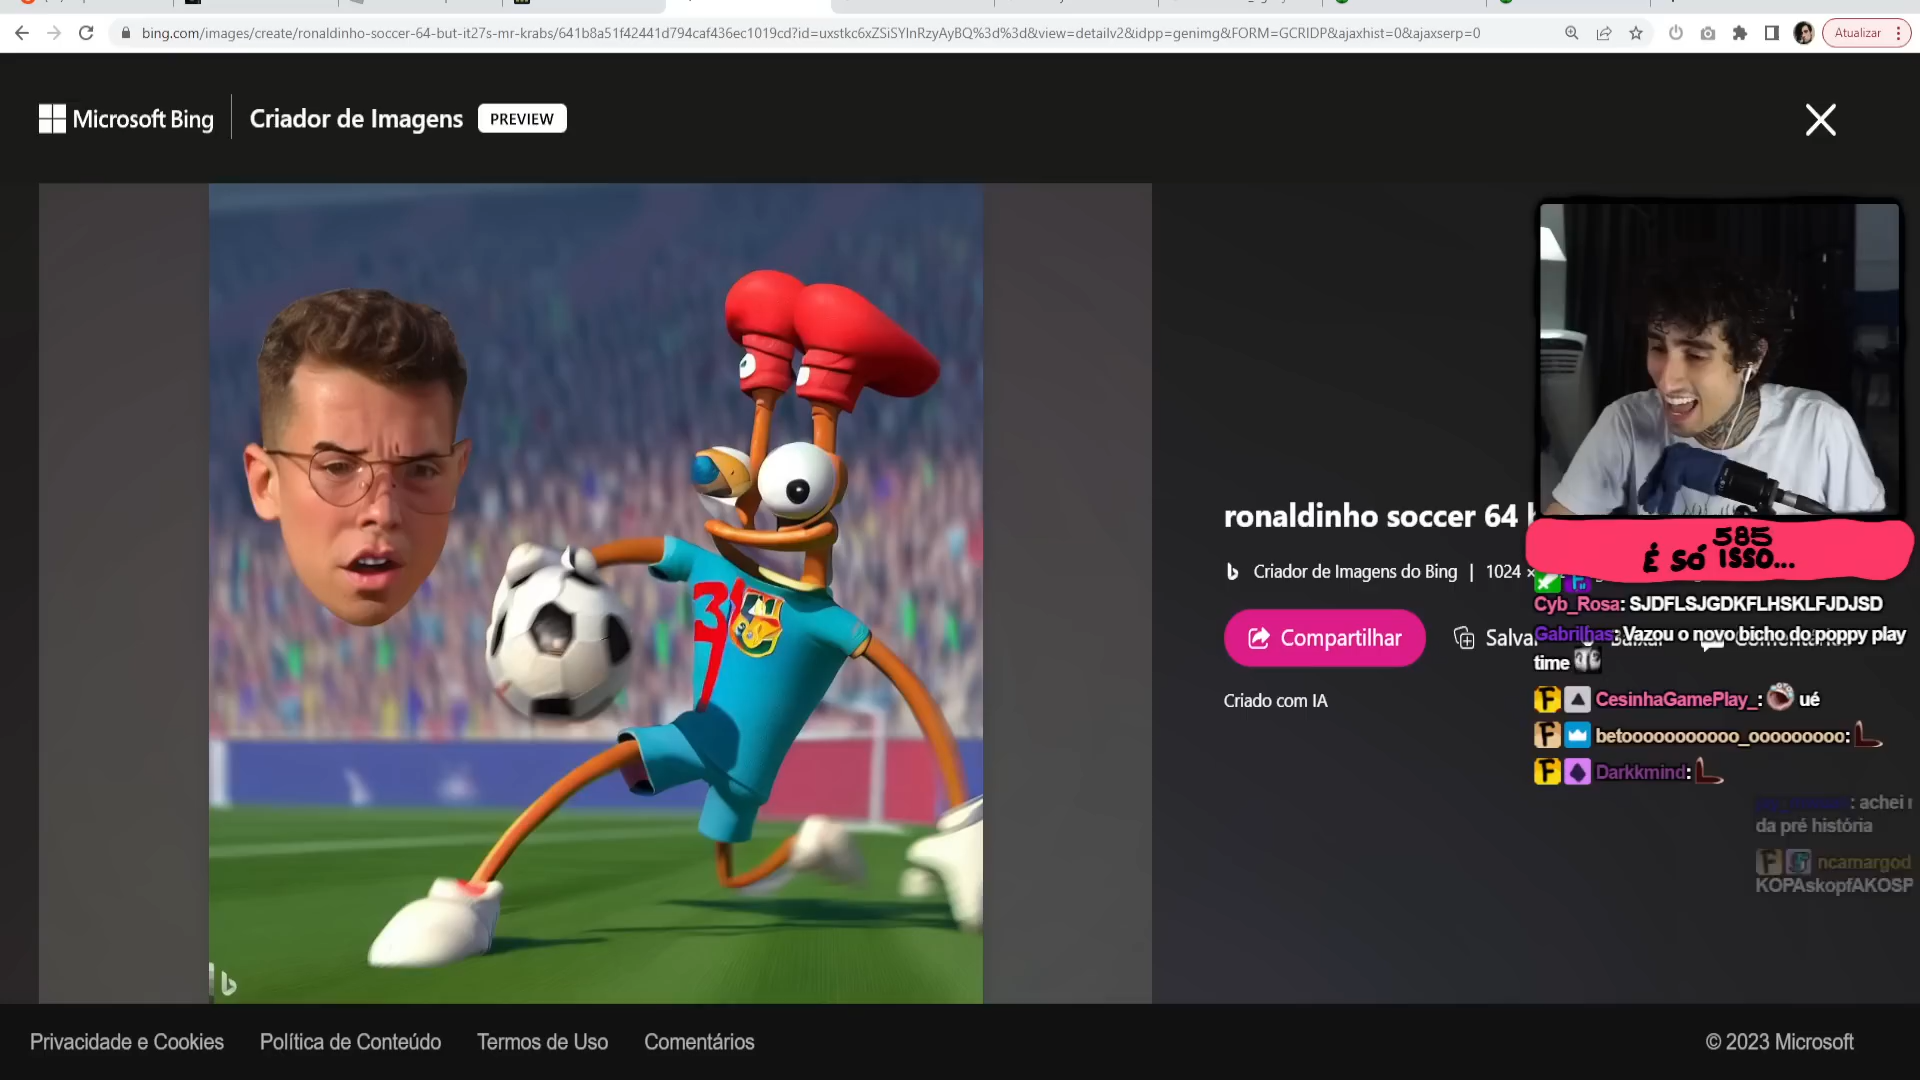 bing.com/images/create/ronaldinho-soccer-64-but-it27s-mr-krabs/641b8a51f42441d794caf436ec1019cd?id=uxstkc6xZSiSYlnRzyAyBQ%3d%3d&view=detailv2&idpp=genimg&FORM=GCRIDP&ajaxhist=0&ajaxserp=0
Atualizar
Microsoft Bing
Criador de Imagens
PREVIEW
ronaldinho soccer 64
Criador de Imagens do Bing | 1024 ×
Compartilhar
Salva
Criado com IA
585
É SÓ ISSO...
Cyb_Rosa: SJDFLSJGDKFLHSKLFJDJSD
Gabrilhas: Vazou o novo bicho do poppy play
time
CesinhaGamePlay_: ué
betooooooooooo_ooooooooo:
Darkkmind:
: achei
da pré história
ncamargod
KOPAskopfAKOSP
Privacidade e Cookies
Política de Conteúdo
Termos de Uso
Comentários
© 2023 Microsoft